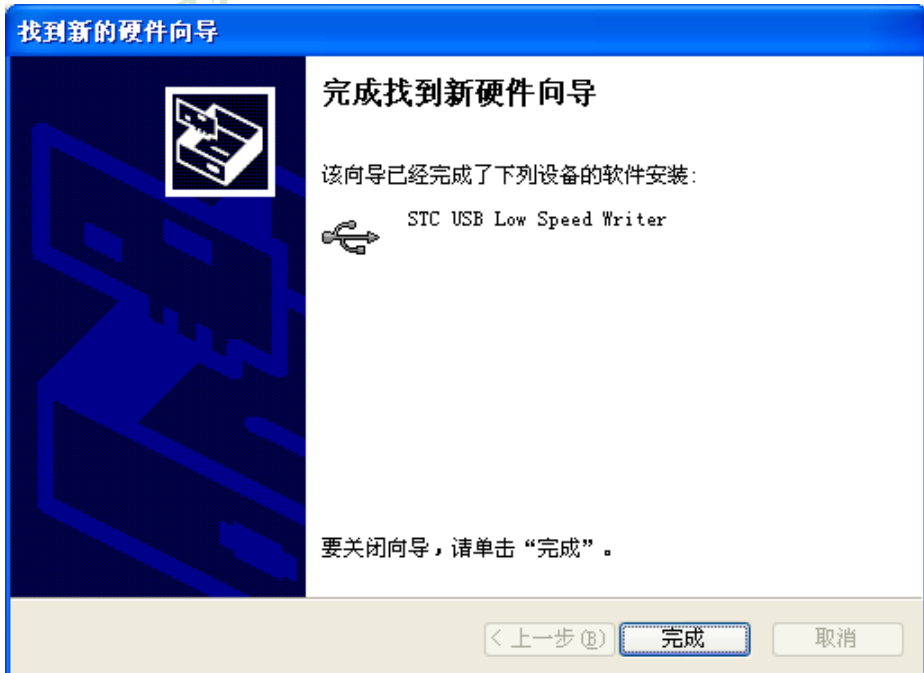 找到新的硬件向导
完成找到新硬件向导
该向导已经完成了下列设备的软件安装:
STC USB Low Speed Writer
要关闭向导，请单击“完成”。
< 上一步(B)
完成
取消